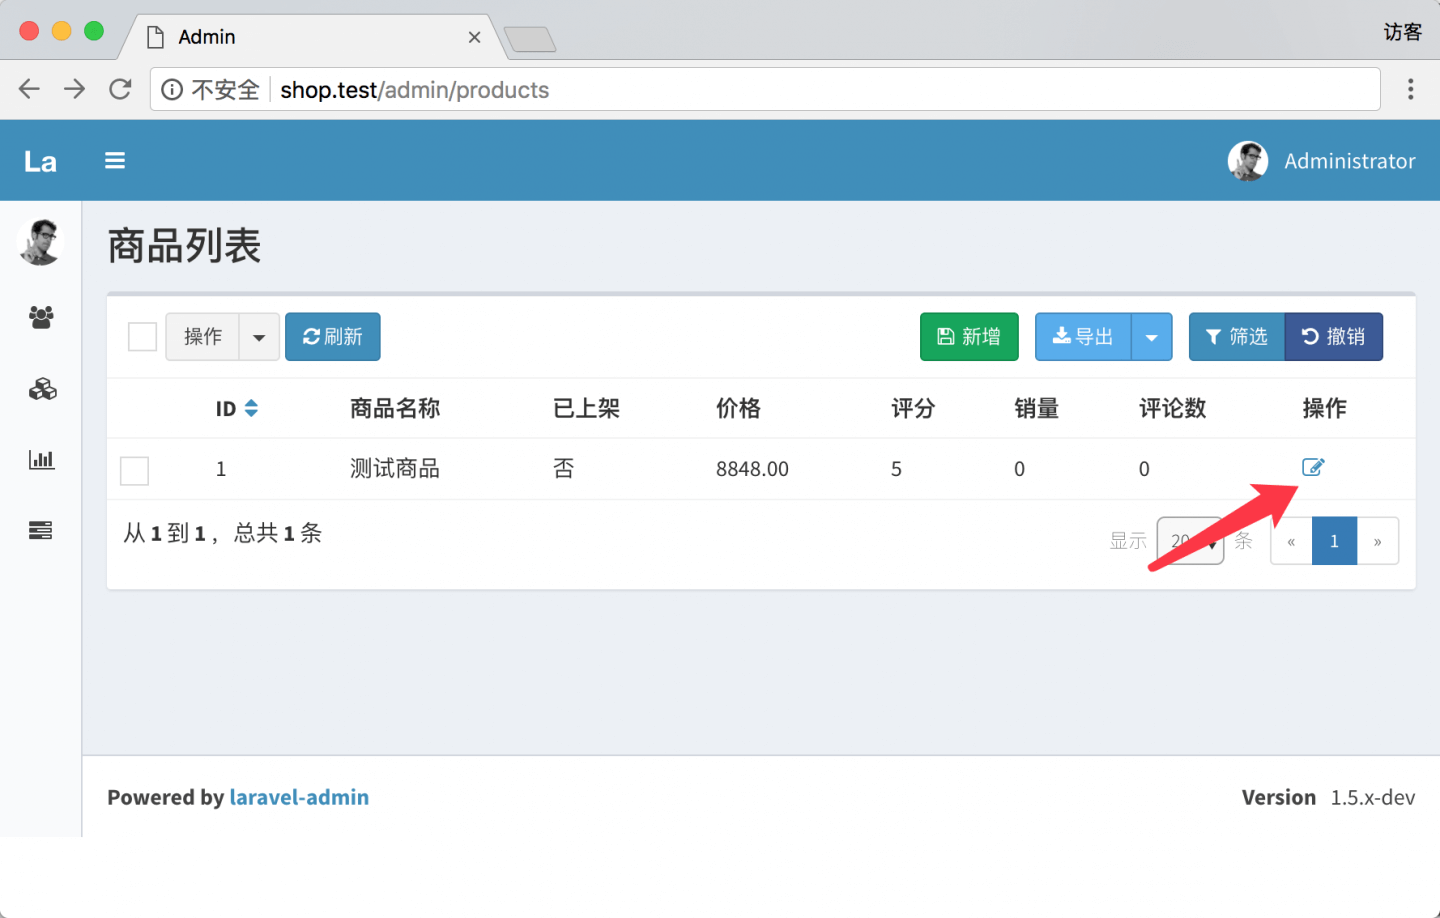 Admin
访客
不安全 shop.test/admin/products
La
Administrator
商品列表
操作 刷新 新增 导出 筛选 撤销
ID 商品名称 已上架 价格 评分 销量 评论数 操作
1 测试商品 否 8848.00 5 0 0
从 1 到 1 ，总共 1 条
显示 20 条 « 1 »
Powered by laravel-admin
Version 1.5.x-dev